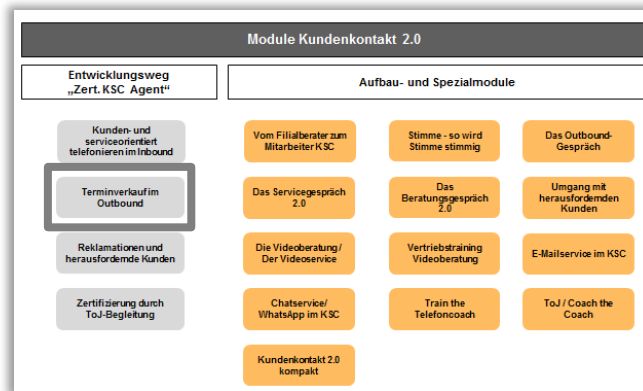 Module Kundenkontakt 2.0
Entwicklungsweg
„Zert. KSC Agent“
Aufbau- und Spezialmodule
Kunden- und
serviceorientiert
telefonieren im Inbound
Vom Filialberater zum
Mitarbeiter KSC
Stimme - so wird
Stimme stimmig
Das Outbound-
Gespräch
Terminverkauf im
Outbound
Das Servicegespräch
2.0
Das
Beratungsgespräch
2.0
Umgang mit
herausfordernden
Kunden
Reklamationen und
herausfordernde Kunden
Die Videoberatung /
Der Videoservice
Vertriebstraining
Videoberatung
E-Mailservice im KSC
Zertifizierung durch
ToJ-Begleitung
Chatservice/
WhatsApp im KSC
Train the
Telefoncoach
ToJ / Coach the
Coach
Kundenkontakt 2.0
kompakt